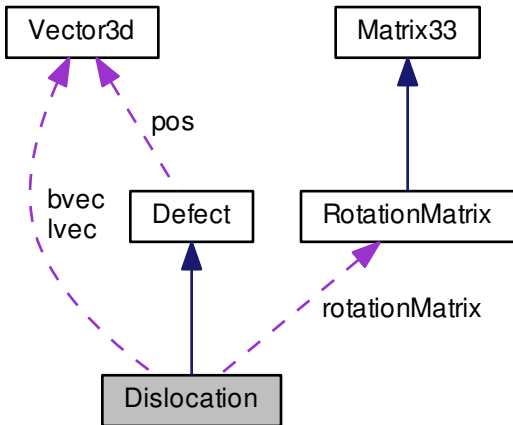 Vector3d
Matrix33
pos
bvec
lvec
Defect
RotationMatrix
rotationMatrix
Dislocation